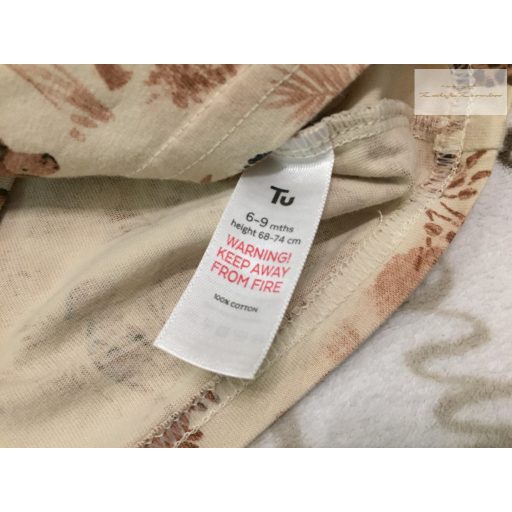 Tu
6-9 mths
height 68-74 cm
WARNING!
KEEP AWAY
FROM FIRE
100% COTTON